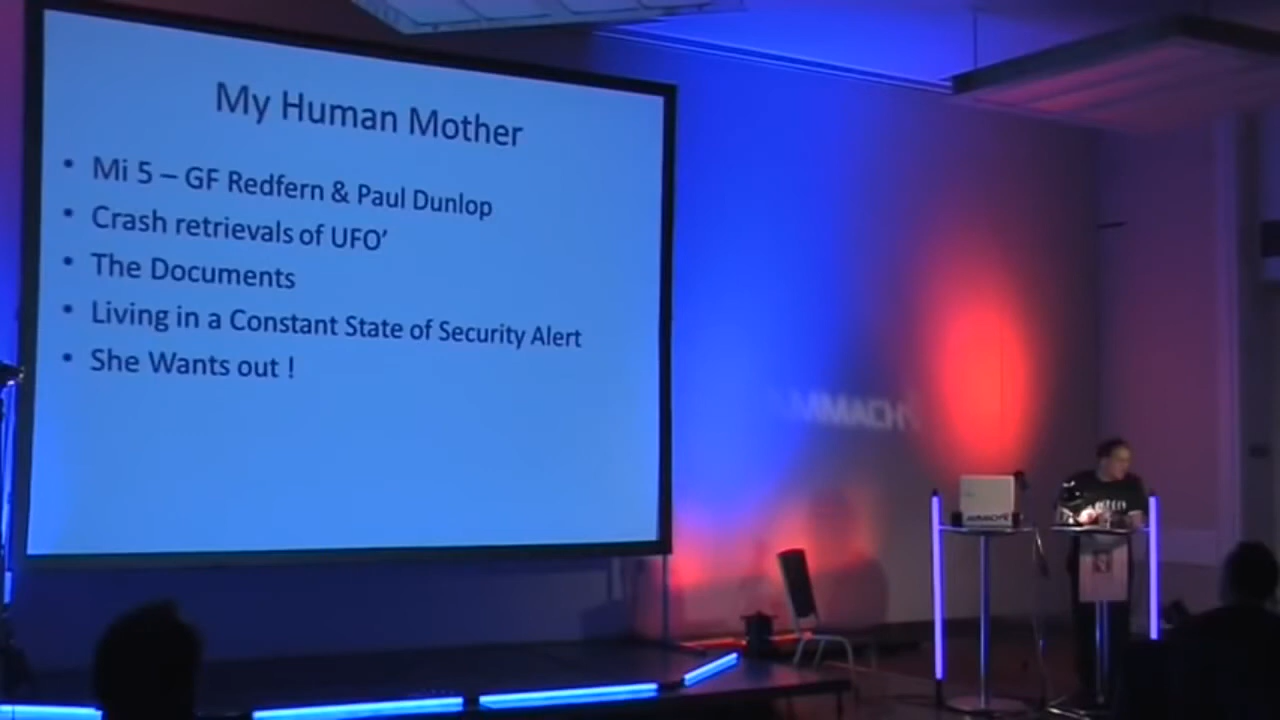 My Human Mother
• Mi 5 – GF Redfern & Paul Dunlop
• Crash retrievals of UFO’
• The Documents
• Living in a Constant State of Security Alert
• She Wants out !